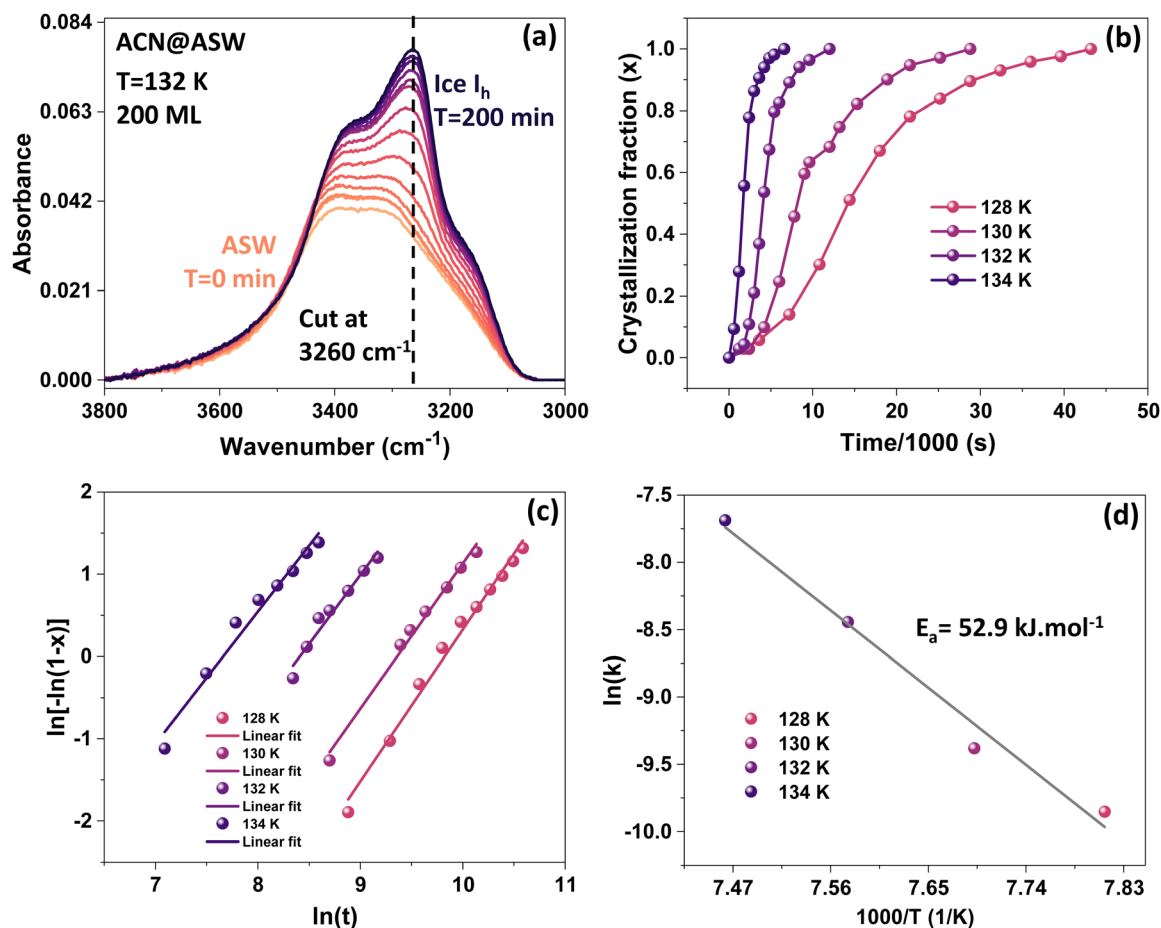 (a)
ACN@ASW
T=132 K
200 ML
Ice Iₕ
T=200 min
ASW
T=0 min
Cut at
3260 cm⁻¹
0.084
0.063
0.042
0.021
0.000
Absorbance
3800 3600 3400 3200 3000
Wavenumber (cm⁻¹)
(b)
1.0
0.8
0.6
0.4
0.2
0.0
Crystallization fraction (x)
128 K
130 K
132 K
134 K
0 10 20 30 40 50
Time/1000 (s)
(c)
2
1
0
-1
-2
ln[-ln(1-x)]
128 K
Linear fit
130 K
Linear fit
132 K
Linear fit
134 K
Linear fit
7 8 9 10 11
ln(t)
(d)
-7.5
-8.0
-8.5
-9.0
-9.5
-10.0
ln(k)
Eₐ= 52.9 kJ.mol⁻¹
128 K
130 K
132 K
134 K
7.47 7.56 7.65 7.74 7.83
1000/T (1/K)